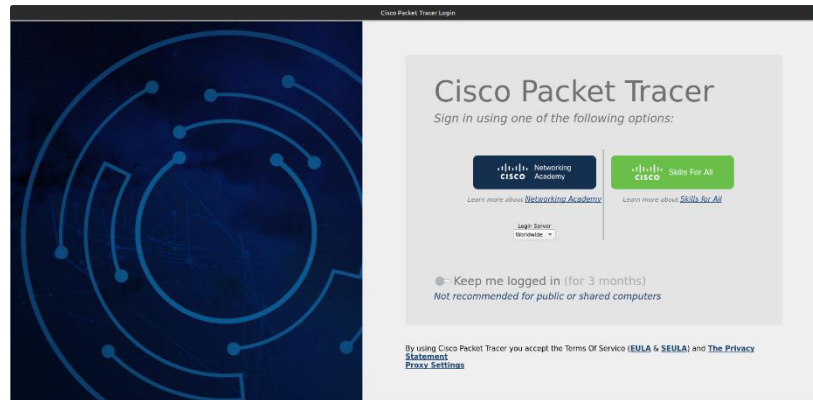 Cisco Packet Tracer Login
Cisco Packet Tracer
Sign in using one of the following options:
CISCO Networking Academy
CISCO Skills For All
Learn more about Networking Academy
Learn more about Skills for All
Login Server
Worldwide
Keep me logged in (for 3 months)
Not recommended for public or shared computers
By using Cisco Packet Tracer you accept the Terms Of Service (EULA & SEULA) and The Privacy
Statement
Proxy Settings